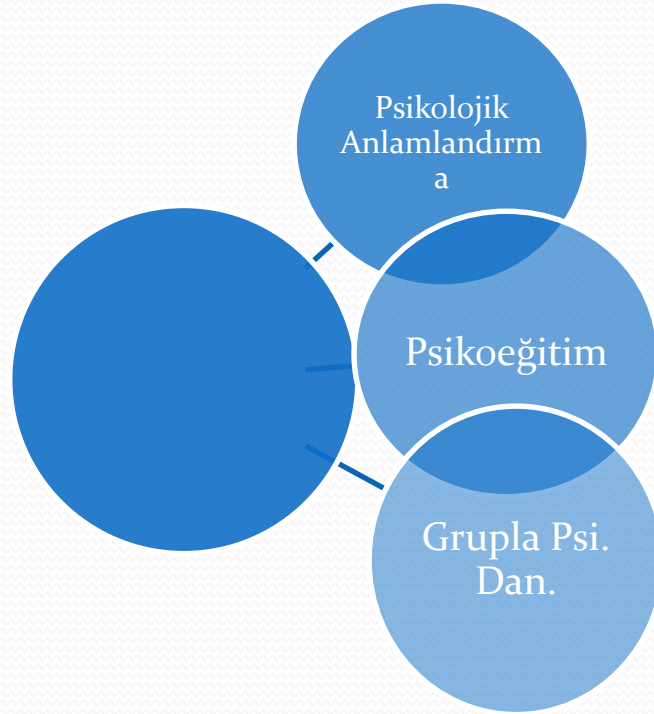 Psikolojik
Anlamlandırm
a
Psikoeğitim
Grupla Psi.
Dan.